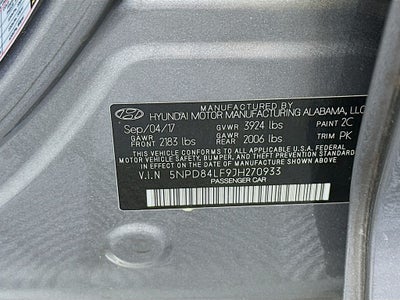 MANUFACTURED BY
HYUNDAI MOTOR MANUFACTURING ALABAMA, LLC
Sep/04/17 GVWR 3924 lbs PAINT 2C
GAWR FRONT 2183 lbs GAWR REAR 2006 lbs TRIM PK
THIS VEHICLE CONFORMS TO ALL APPLICABLE U.S. FEDERAL
MOTOR VEHICLE SAFETY, BUMPER, AND THEFT PREVENTION STANDARDS
IN EFFECT ON THE DATE OF MANUFACTURE SHOWN ABOVE.
V.I.N 5NPD84LF9JH270933
PASSENGER CAR